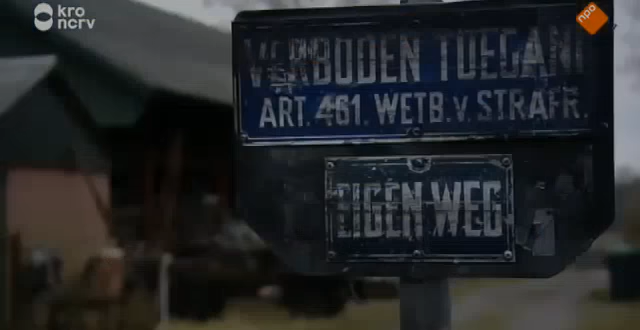 kro
ncrv
npo
VERBODEN TOEGANG
ART. 461. WETB. v. STRAFR.
EIGEN WEG